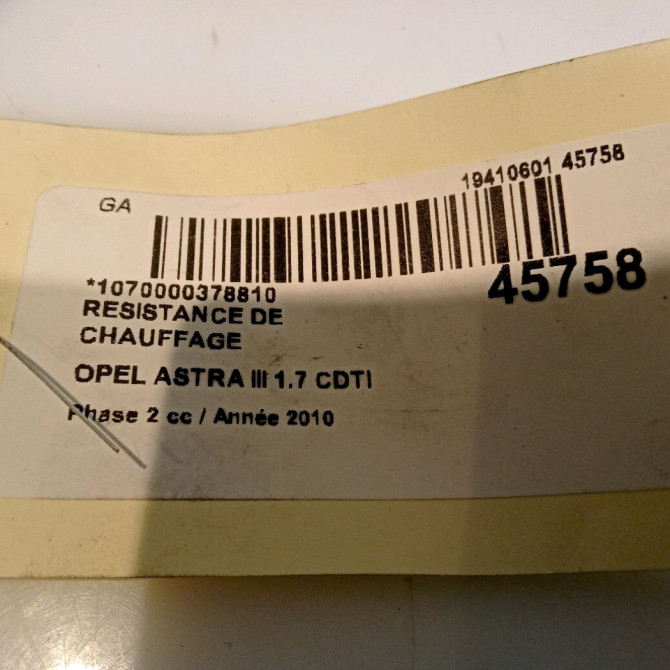 GA
19410601 45758
*1070000378810
45758
RESISTANCE DE
CHAUFFAGE
OPEL ASTRA III 1.7 CDTI
Phase 2 cc / Année 2010